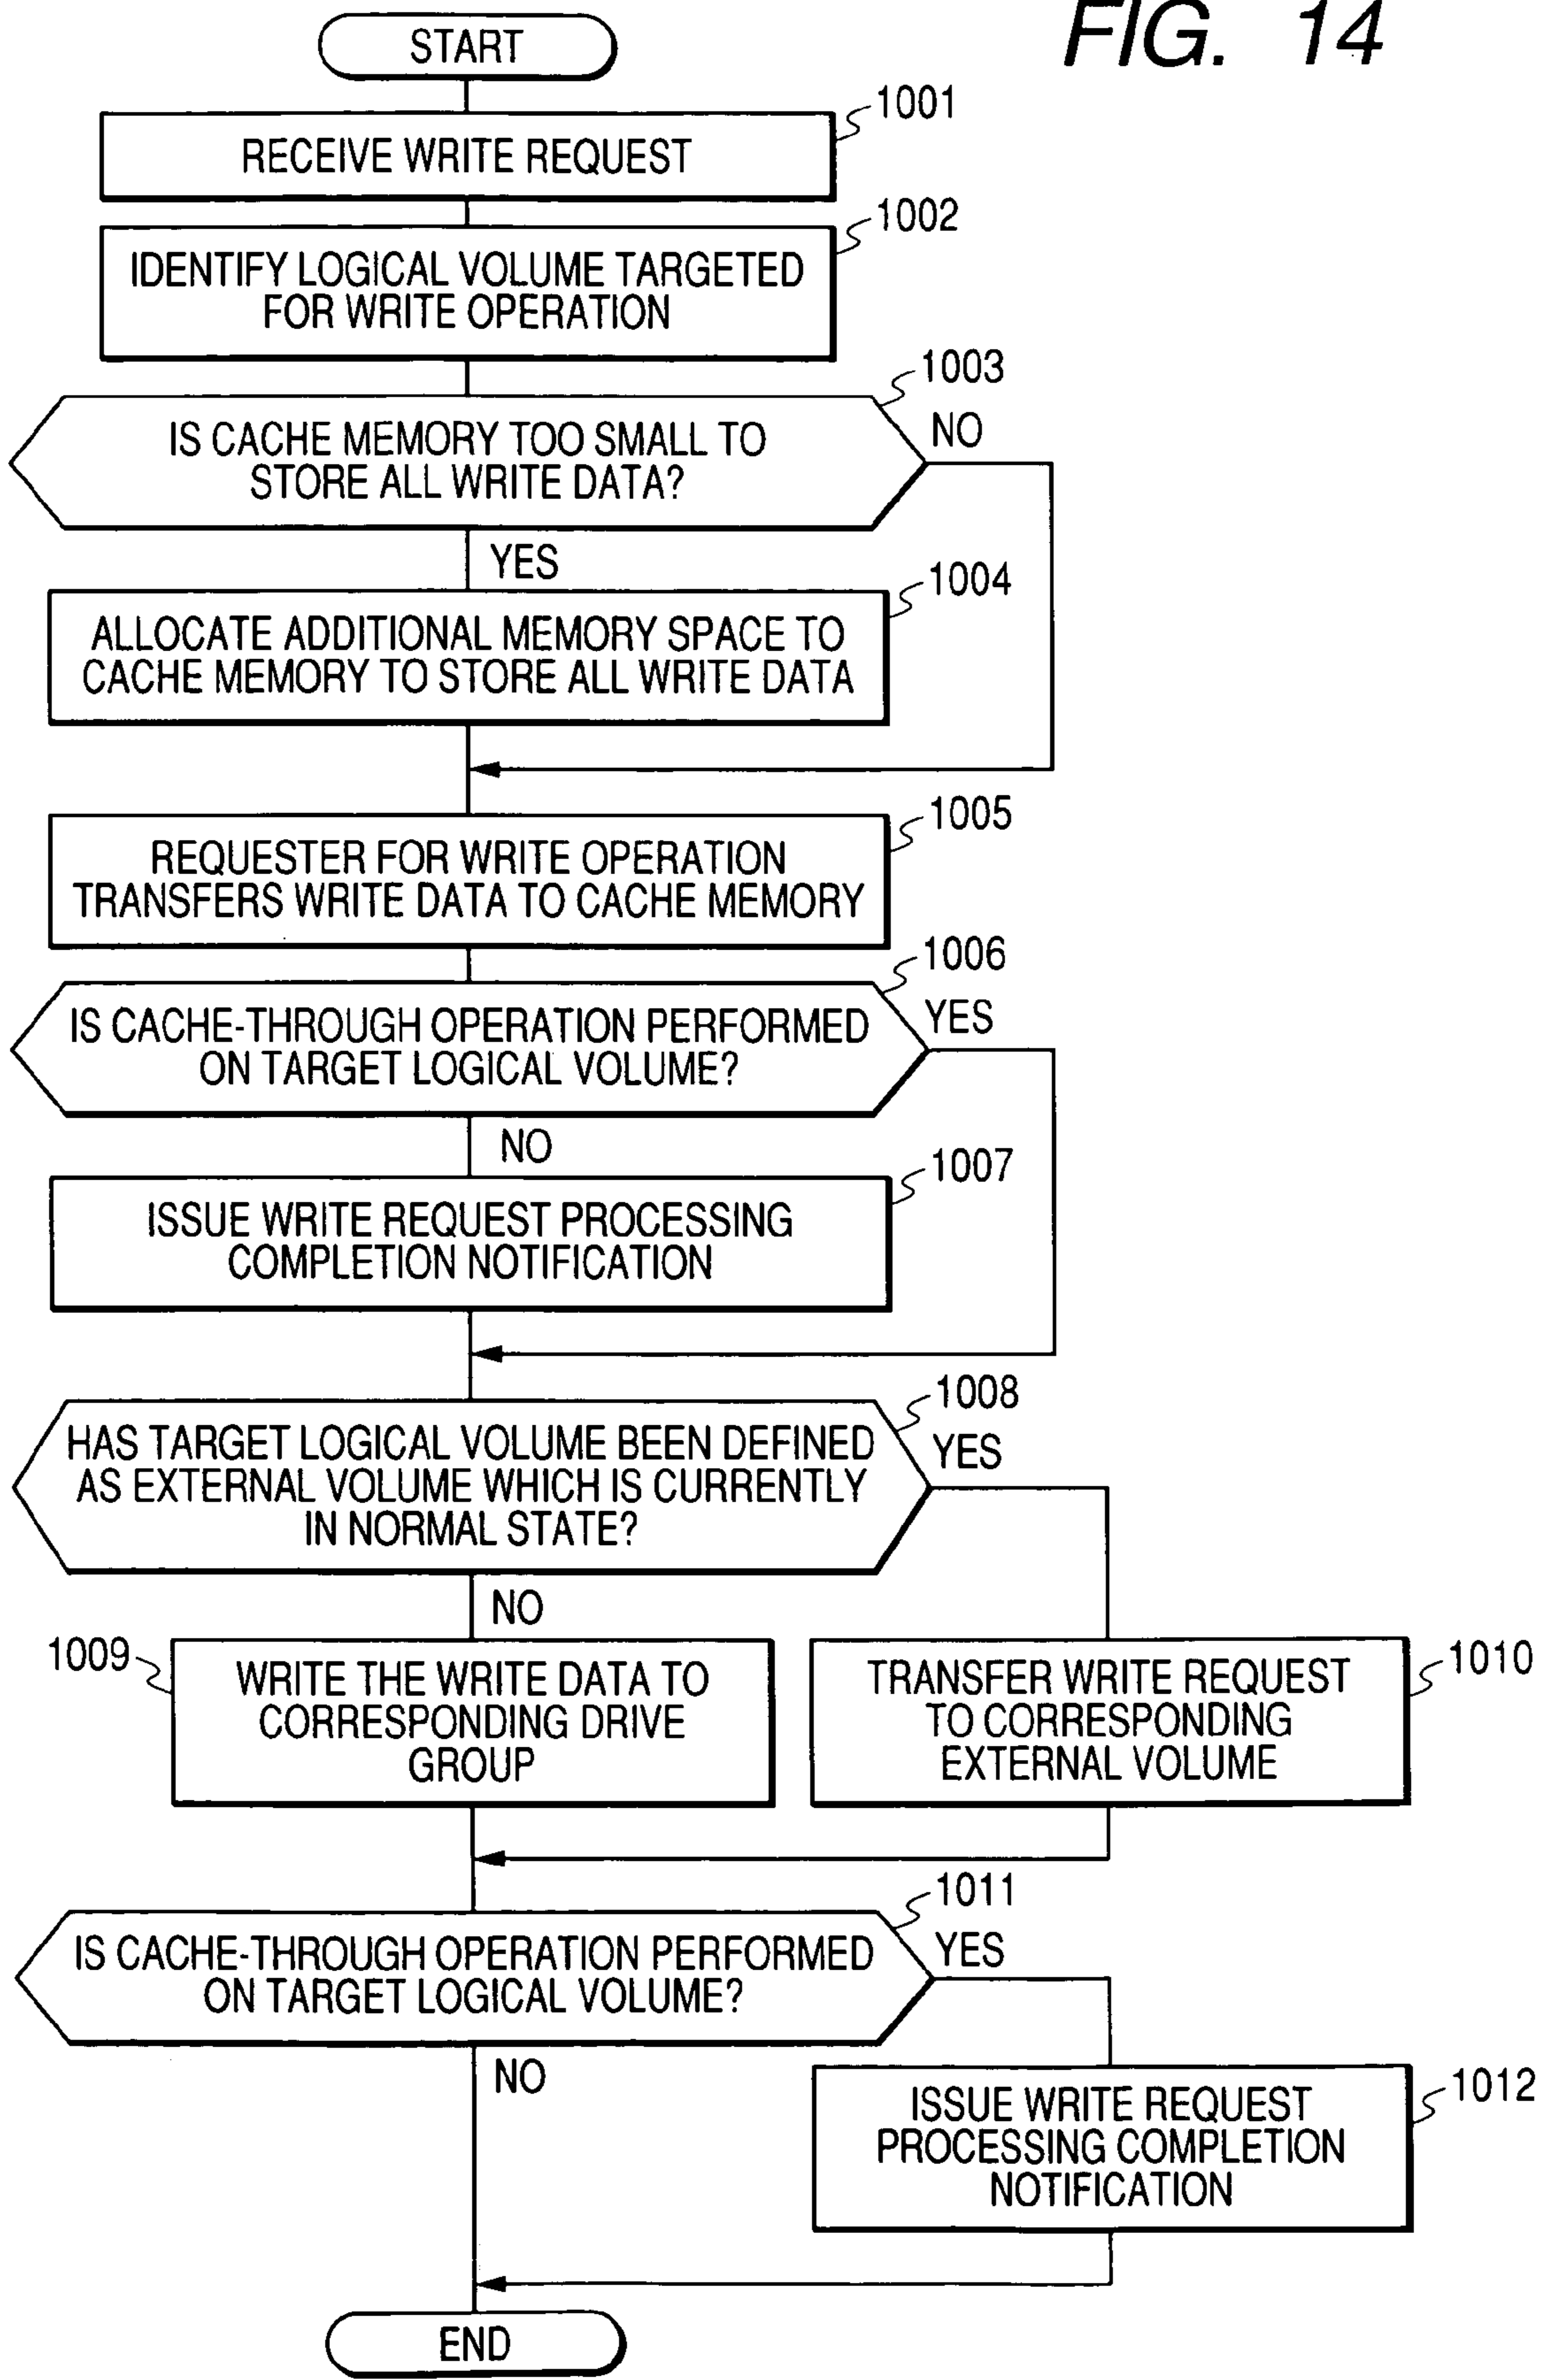 FIG. 14
START
1001
RECEIVE WRITE REQUEST
1002
IDENTIFY LOGICAL VOLUME TARGETED
FOR WRITE OPERATION
1003
IS CACHE MEMORY TOO SMALL TO
STORE ALL WRITE DATA?
NO
YES
1004
ALLOCATE ADDITIONAL MEMORY SPACE TO
CACHE MEMORY TO STORE ALL WRITE DATA
1005
REQUESTER FOR WRITE OPERATION
TRANSFERS WRITE DATA TO CACHE MEMORY
1006
IS CACHE-THROUGH OPERATION PERFORMED
ON TARGET LOGICAL VOLUME?
YES
NO
1007
ISSUE WRITE REQUEST PROCESSING
COMPLETION NOTIFICATION
1008
HAS TARGET LOGICAL VOLUME BEEN DEFINED
AS EXTERNAL VOLUME WHICH IS CURRENTLY
IN NORMAL STATE?
YES
NO
1009
WRITE THE WRITE DATA TO
CORRESPONDING DRIVE
GROUP
1010
TRANSFER WRITE REQUEST
TO CORRESPONDING
EXTERNAL VOLUME
1011
IS CACHE-THROUGH OPERATION PERFORMED
ON TARGET LOGICAL VOLUME?
YES
NO
1012
ISSUE WRITE REQUEST
PROCESSING COMPLETION
NOTIFICATION
END